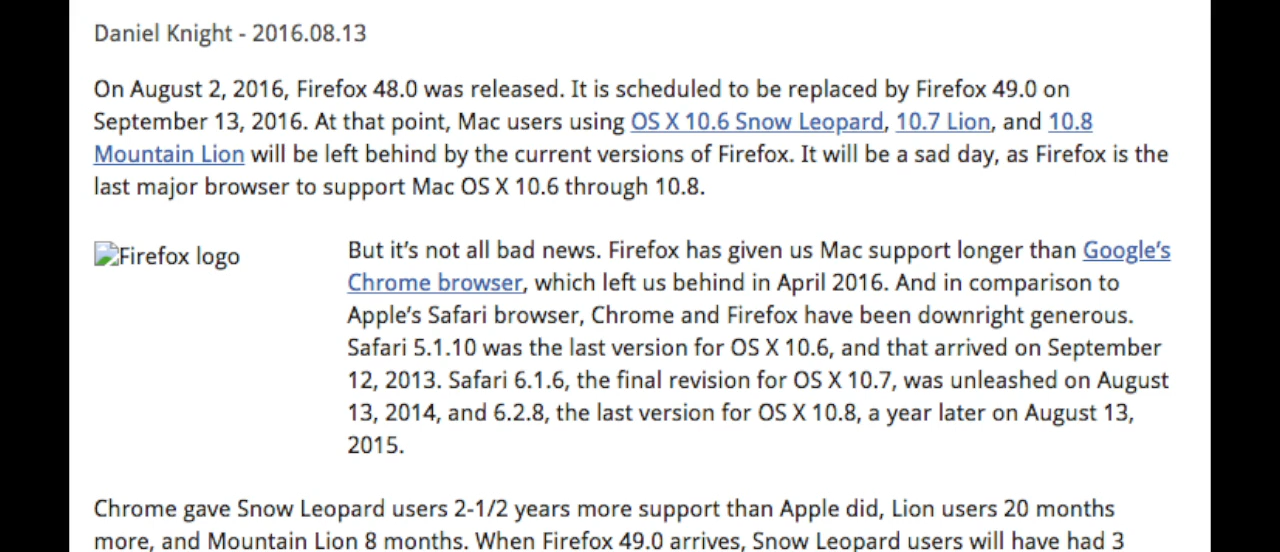 Daniel Knight - 2016.08.13
On August 2, 2016, Firefox 48.0 was released. It is scheduled to be replaced by Firefox 49.0 on
September 13, 2016. At that point, Mac users using OS X 10.6 Snow Leopard, 10.7 Lion, and 10.8
Mountain Lion will be left behind by the current versions of Firefox. It will be a sad day, as Firefox is the
last major browser to support Mac OS X 10.6 through 10.8.
Firefox logo
But it’s not all bad news. Firefox has given us Mac support longer than Google’s
Chrome browser, which left us behind in April 2016. And in comparison to
Apple’s Safari browser, Chrome and Firefox have been downright generous.
Safari 5.1.10 was the last version for OS X 10.6, and that arrived on September
12, 2013. Safari 6.1.6, the final revision for OS X 10.7, was unleashed on August
13, 2014, and 6.2.8, the last version for OS X 10.8, a year later on August 13,
2015.
Chrome gave Snow Leopard users 2-1/2 years more support than Apple did, Lion users 20 months
more, and Mountain Lion 8 months. When Firefox 49.0 arrives, Snow Leopard users will have had 3